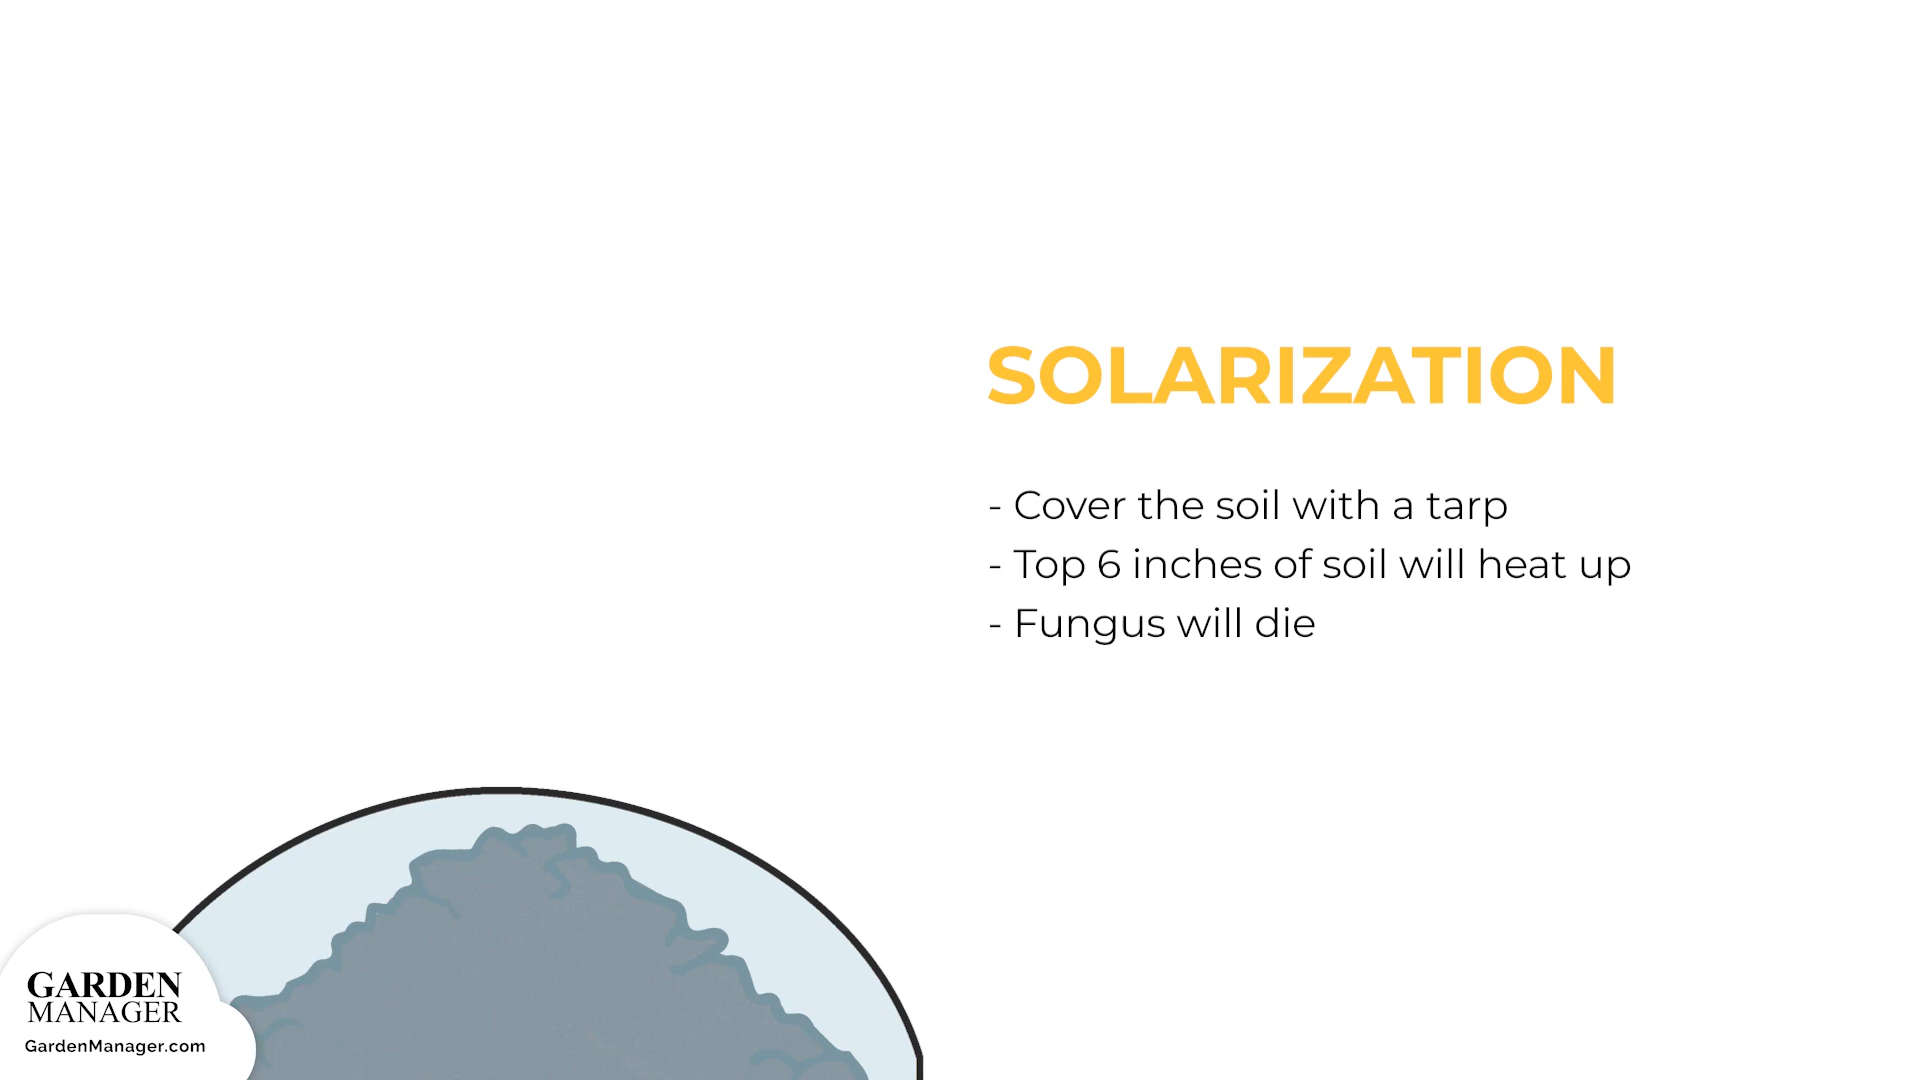 SOLARIZATION
- Cover the soil with a tarp
- Top 6 inches of soil will heat up
- Fungus will die
GARDEN
MANAGER
GardenManager.com